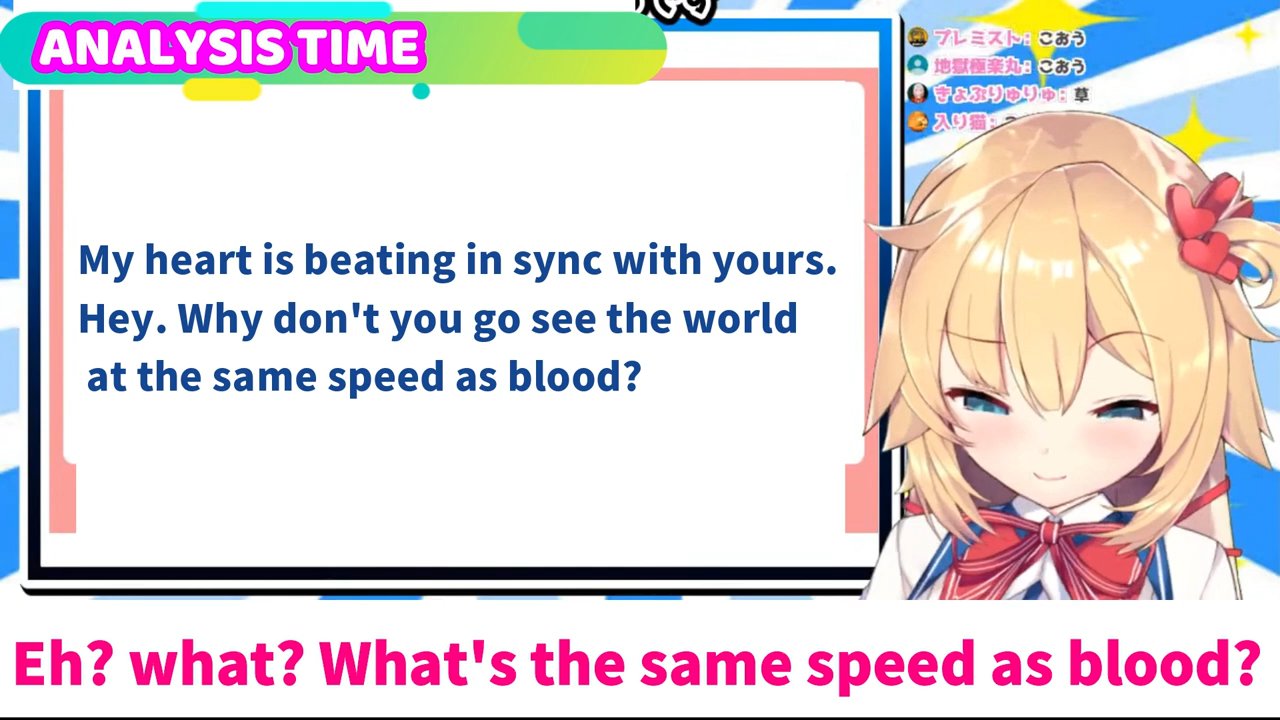 ANALYSIS TIME
プレミスト: こおう
地獄極楽丸: こおう
きょぷりゅりゅ: 草
入り猫:
My heart is beating in sync with yours.
Hey. Why don't you go see the world
at the same speed as blood?
Eh? what? What's the same speed as blood?